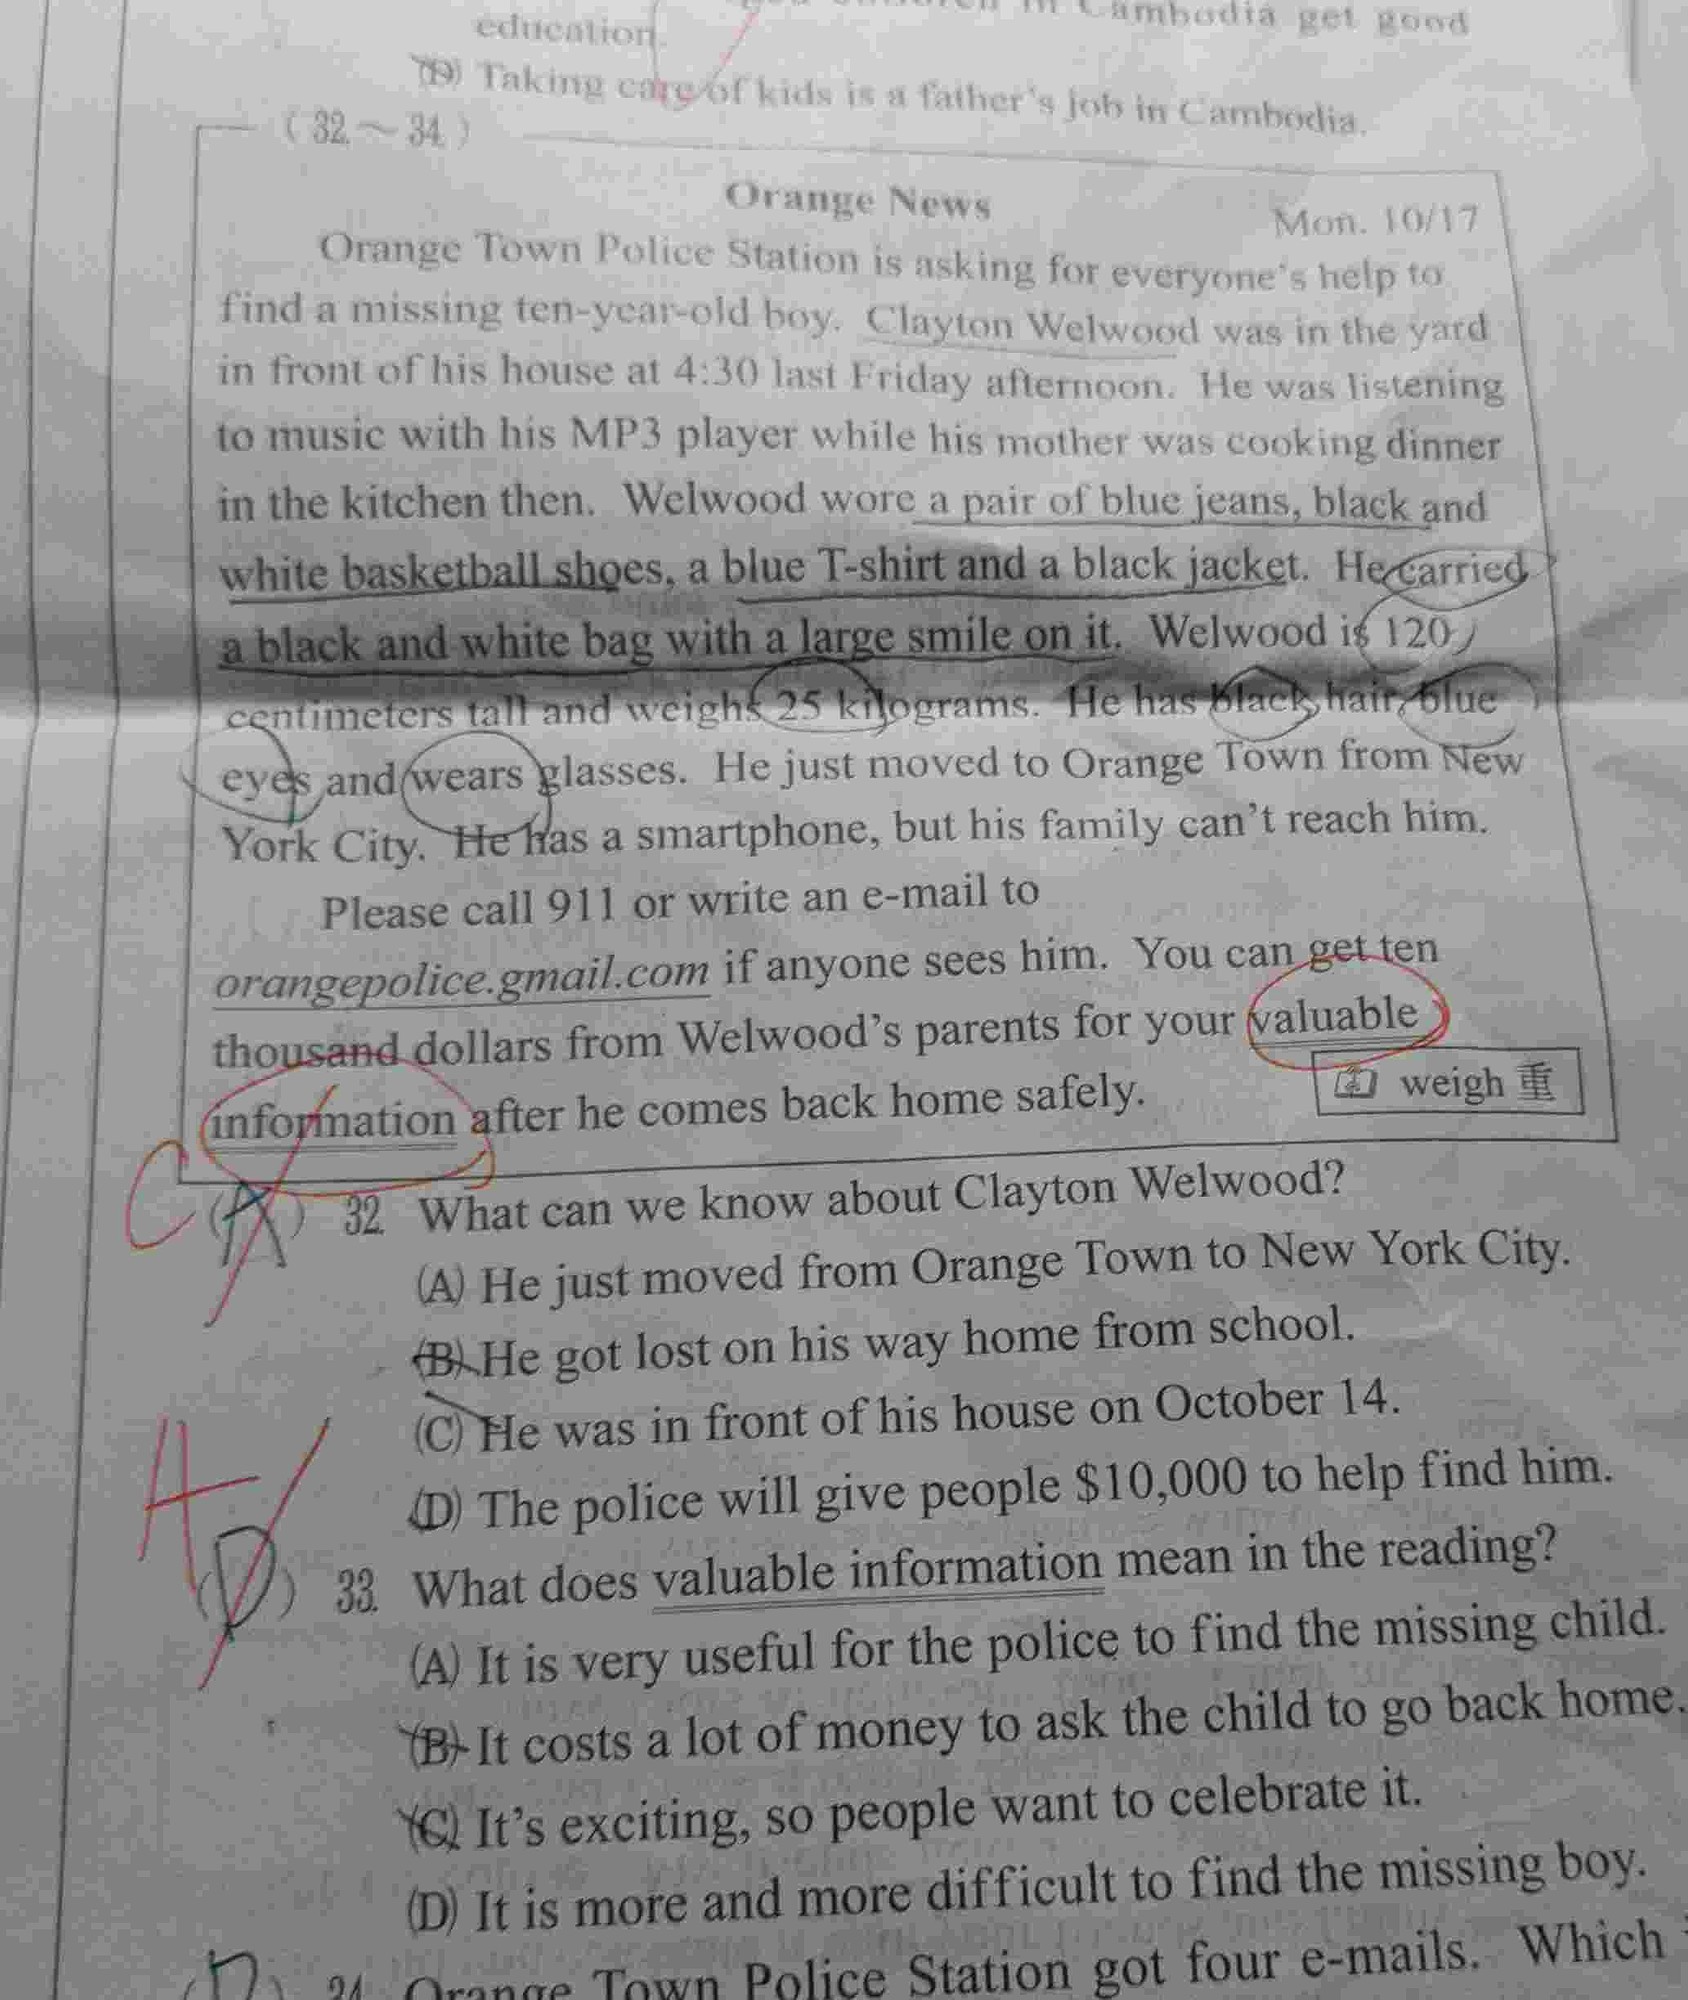 in Cambodia get good
education.
(D) Taking care of kids is a father's job in Cambodia.
(32～34)
Orange News
Mon. 10/17
Orange Town Police Station is asking for everyone's help to
find a missing ten-year-old boy. Clayton Welwood was in the yard
in front of his house at 4:30 last Friday afternoon. He was listening
to music with his MP3 player while his mother was cooking dinner
in the kitchen then. Welwood wore a pair of blue jeans, black and
white basketball shoes, a blue T-shirt and a black jacket. He carried
a black and white bag with a large smile on it. Welwood is 120
centimeters tall and weighs 25 kilograms. He has black hair, blue
eyes and wears glasses. He just moved to Orange Town from New
York City. He has a smartphone, but his family can't reach him.
Please call 911 or write an e-mail to
orangepolice.gmail.com if anyone sees him. You can get ten
thousand dollars from Welwood's parents for your valuable
information after he comes back home safely.
weigh 重
C (A) 32. What can we know about Clayton Welwood?
(A) He just moved from Orange Town to New York City.
(B) He got lost on his way home from school.
(C) He was in front of his house on October 14.
(D) The police will give people $10,000 to help find him.
A (D) 33. What does valuable information mean in the reading?
(A) It is very useful for the police to find the missing child.
(B) It costs a lot of money to ask the child to go back home.
(C) It's exciting, so people want to celebrate it.
(D) It is more and more difficult to find the missing boy.
(D) 34. Orange Town Police Station got four e-mails. Which